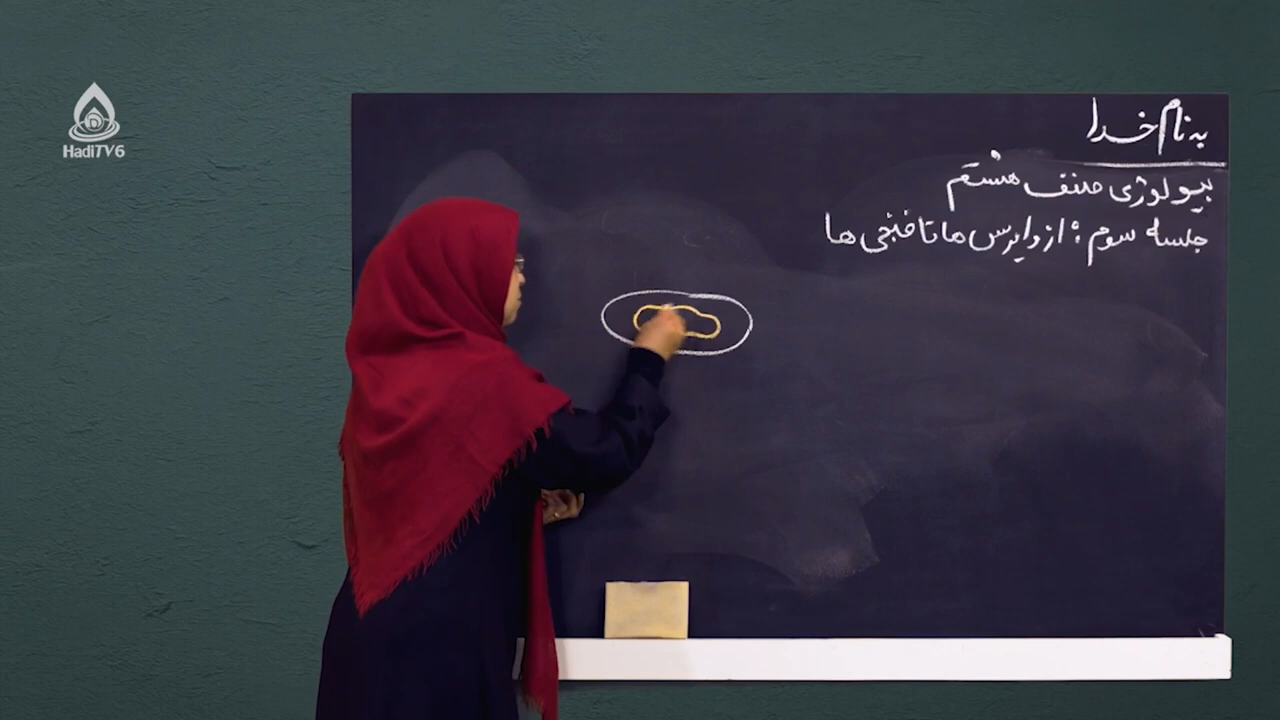 به نام خدا
بیولوژی صنف هشتم
جلسه سوم: از وایرس ها تا فنجی ها
HadiTV6